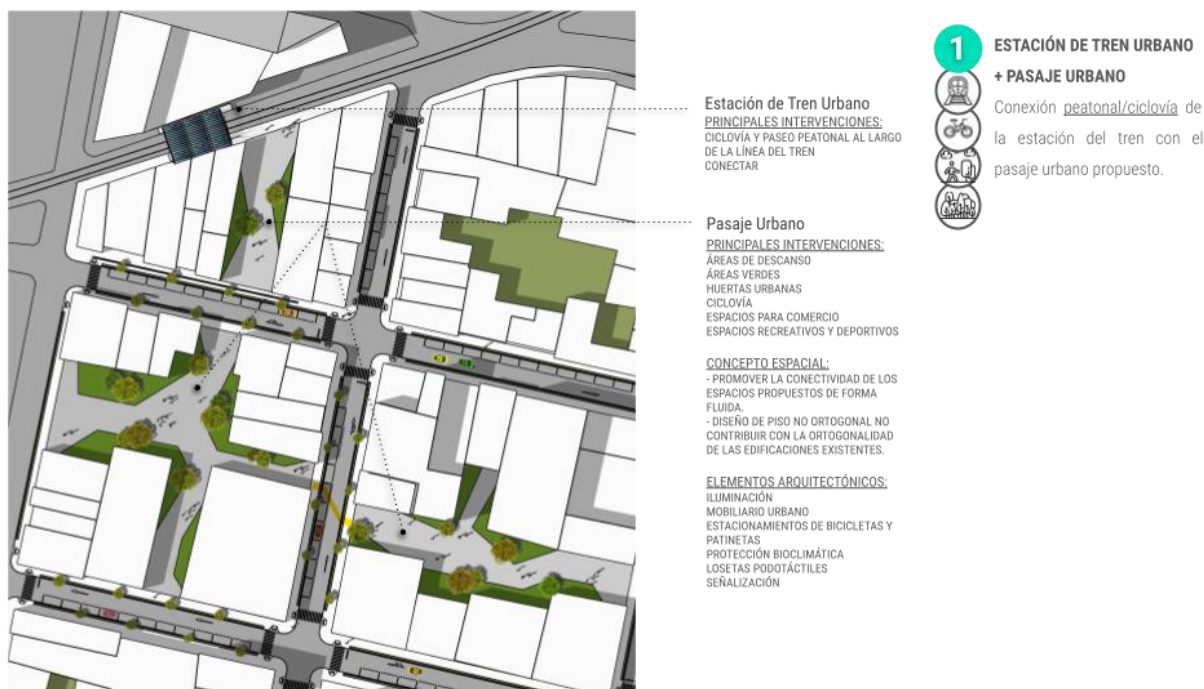 Estación de Tren Urbano
PRINCIPALES INTERVENCIONES:
CICLOVÍA Y PASEO PEATONAL AL LARGO
DE LA LÍNEA DEL TREN
CONECTAR
Pasaje Urbano
PRINCIPALES INTERVENCIONES:
ÁREAS DE DESCANSO
ÁREAS VERDES
HUERTAS URBANAS
CICLOVÍA
ESPACIOS PARA COMERCIO
ESPACIOS RECREATIVOS Y DEPORTIVOS
CONCEPTO ESPACIAL:
- PROMOVER LA CONECTIVIDAD DE LOS
ESPACIOS PROPUESTOS DE FORMA
FLUIDA.
- DISEÑO DE PISO NO ORTOGONAL NO
CONTRIBUIR CON LA ORTOGONALIDAD
DE LAS EDIFICACIONES EXISTENTES.
ELEMENTOS ARQUITECTÓNICOS:
ILUMINACIÓN
MOBILIARIO URBANO
ESTACIONAMIENTOS DE BICICLETAS Y
PATINETAS
PROTECCIÓN BIOCLIMÁTICA
LOSETAS PODOTÁCTILES
SEÑALIZACIÓN
1
ESTACIÓN DE TREN URBANO
+ PASAJE URBANO
Conexión peatonal/ciclovía de
la estación del tren con el
pasaje urbano propuesto.